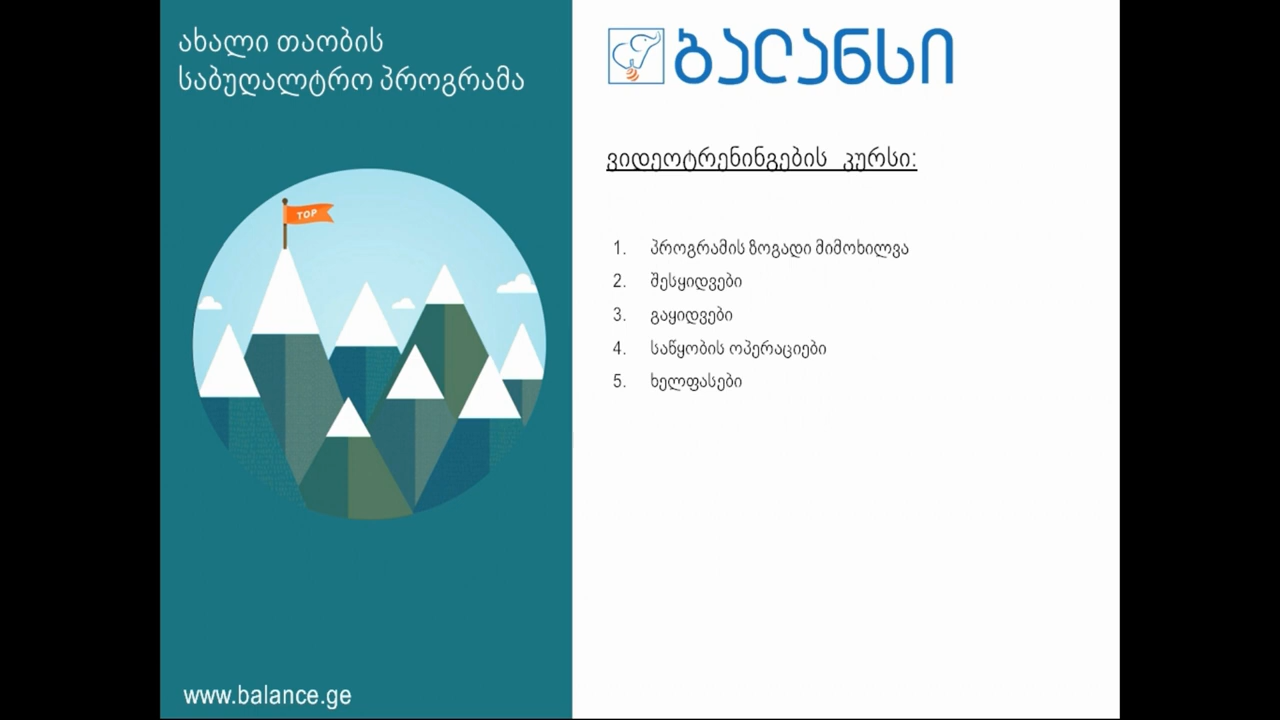 ახალი თაობის
საბუღალტრო პროგრამა
TOP
www.balance.ge
ბალანსი
ვიდეოტრენინგების კურსი:
1. პროგრამის ზოგადი მიმოხილვა
2. შესყიდვები
3. გაყიდვები
4. საწყობის ოპერაციები
5. ხელფასები